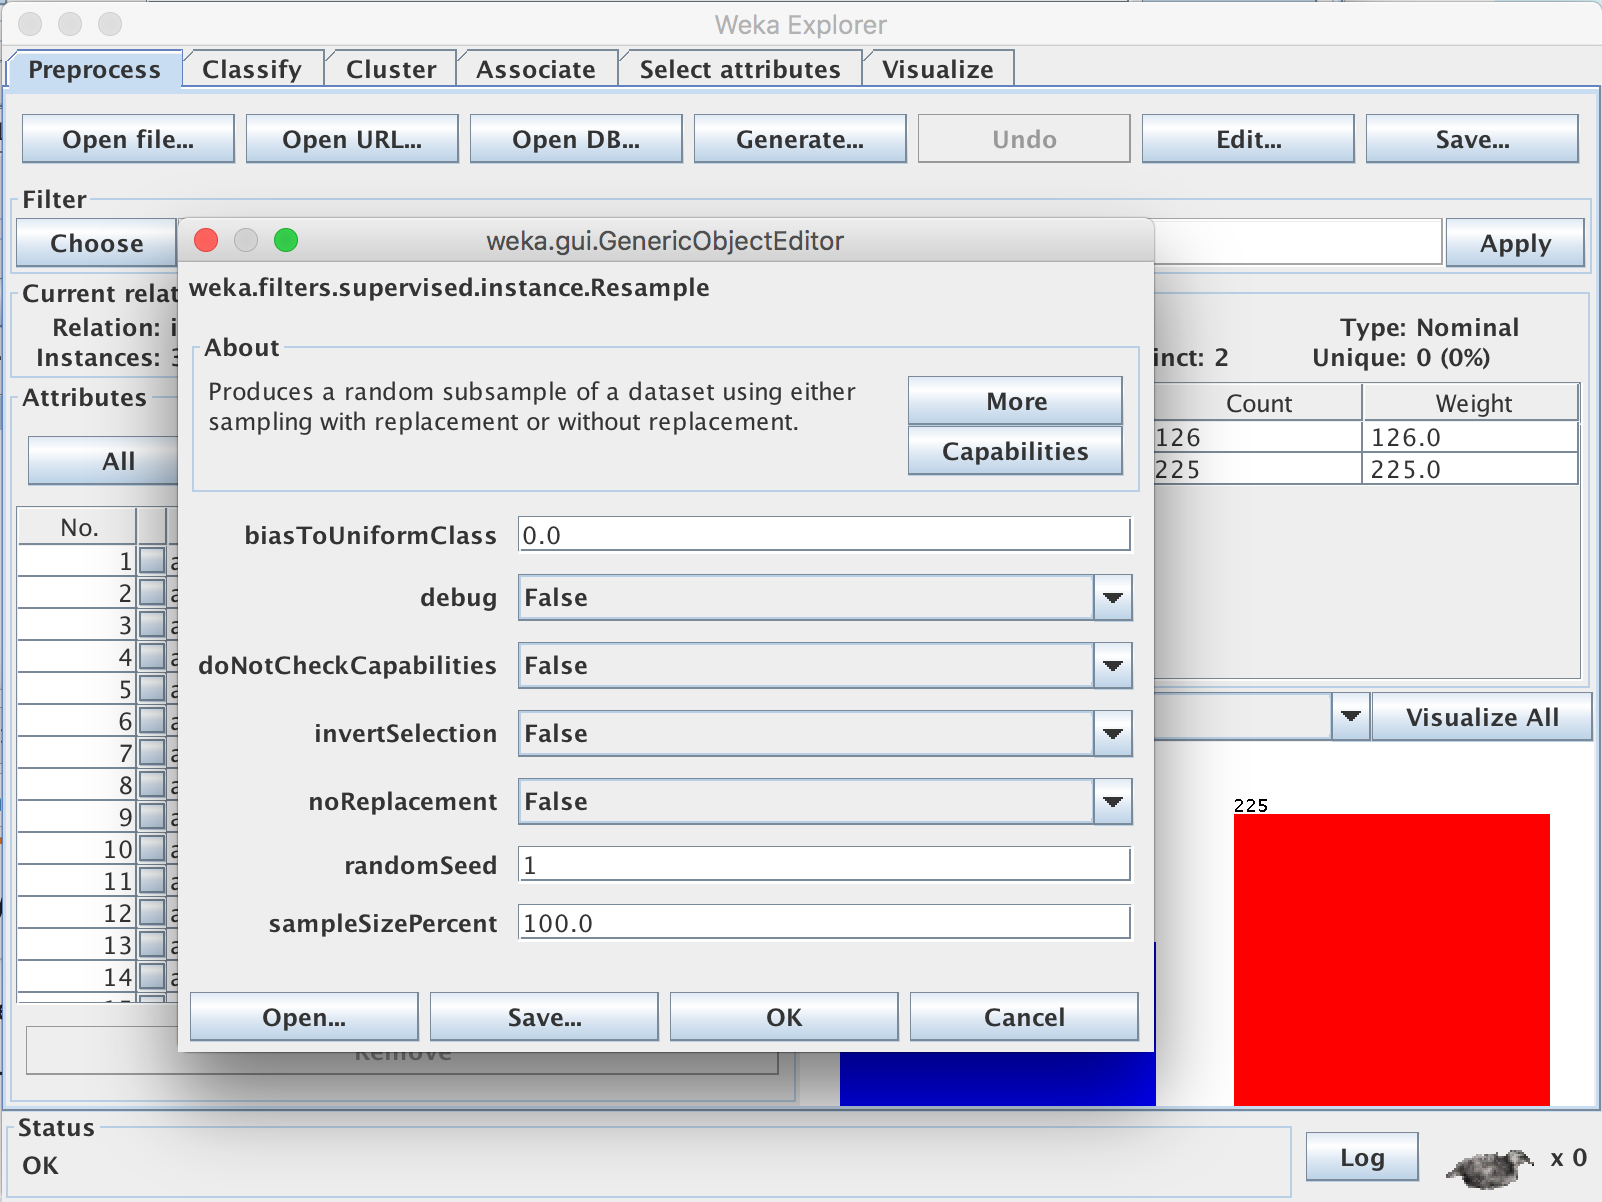 Weka Explorer
Preprocess Classify Cluster Associate Select attributes Visualize
Open file... Open URL... Open DB... Generate... Undo Edit... Save...
Filter
Choose Apply
weka.gui.GenericObjectEditor
weka.filters.supervised.instance.Resample
About
Produces a random subsample of a dataset using either
sampling with replacement or without replacement.
More
Capabilities
biasToUniformClass 0.0
debug False
doNotCheckCapabilities False
invertSelection False
noReplacement False
randomSeed 1
sampleSizePercent 100.0
Open... Save... OK Cancel
Current relat
Relation: i
Instances: 3
Attributes
All
No.
1 a
2 a
3 a
4 a
5 a
6 a
7 a
8 a
9 a
10 a
11 a
12 a
13 a
14 a
Remove
Type: Nominal
inct: 2 Unique: 0 (0%)
Count Weight
126 126.0
225 225.0
Visualize All
225
Status
OK
Log x 0